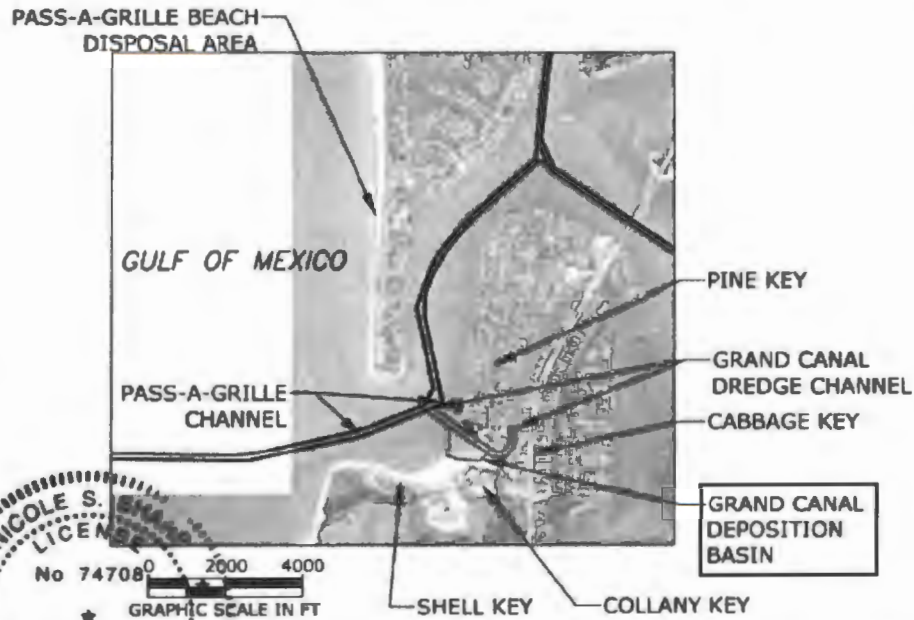 PASS-A-GRILLE BEACH
DISPOSAL AREA
GULF OF MEXICO
PINE KEY
GRAND CANAL
DREDGE CHANNEL
PASS-A-GRILLE
CHANNEL
CABBAGE KEY
GRAND CANAL
DEPOSITION
BASIN
NICOLE S.
LICENSE
No 74708
0 2000 4000
GRAPHIC SCALE IN FT
SHELL KEY
COLLANY KEY